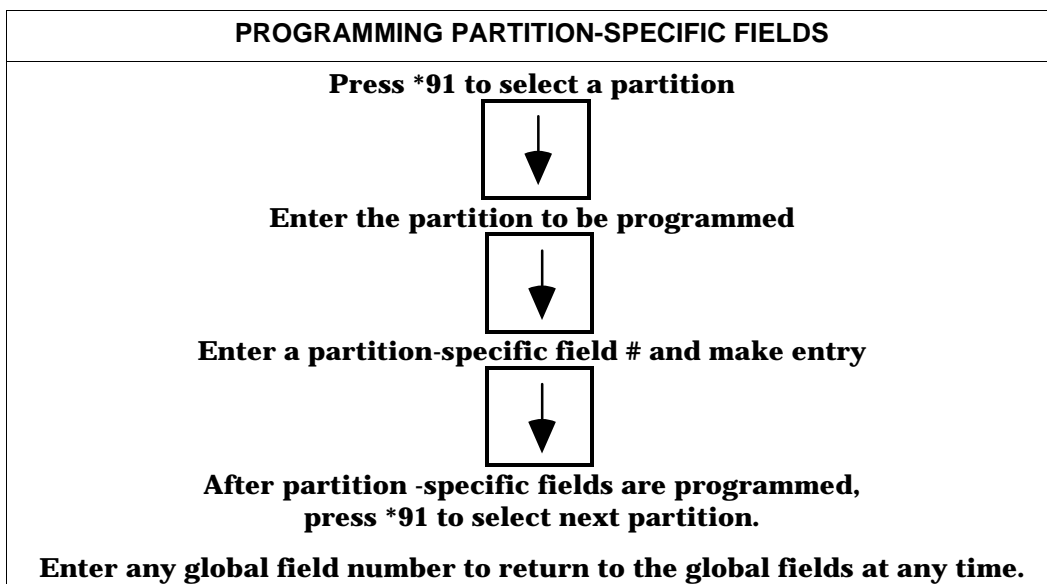 PROGRAMMING PARTITION-SPECIFIC FIELDS
Press *91 to select a partition
Enter the partition to be programmed
Enter a partition-specific field # and make entry
After partition -specific fields are programmed,
press *91 to select next partition.
Enter any global field number to return to the global fields at any time.